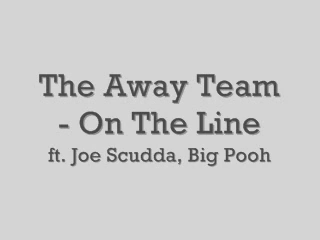 The Away Team
- On The Line
ft. Joe Scudda, Big Pooh